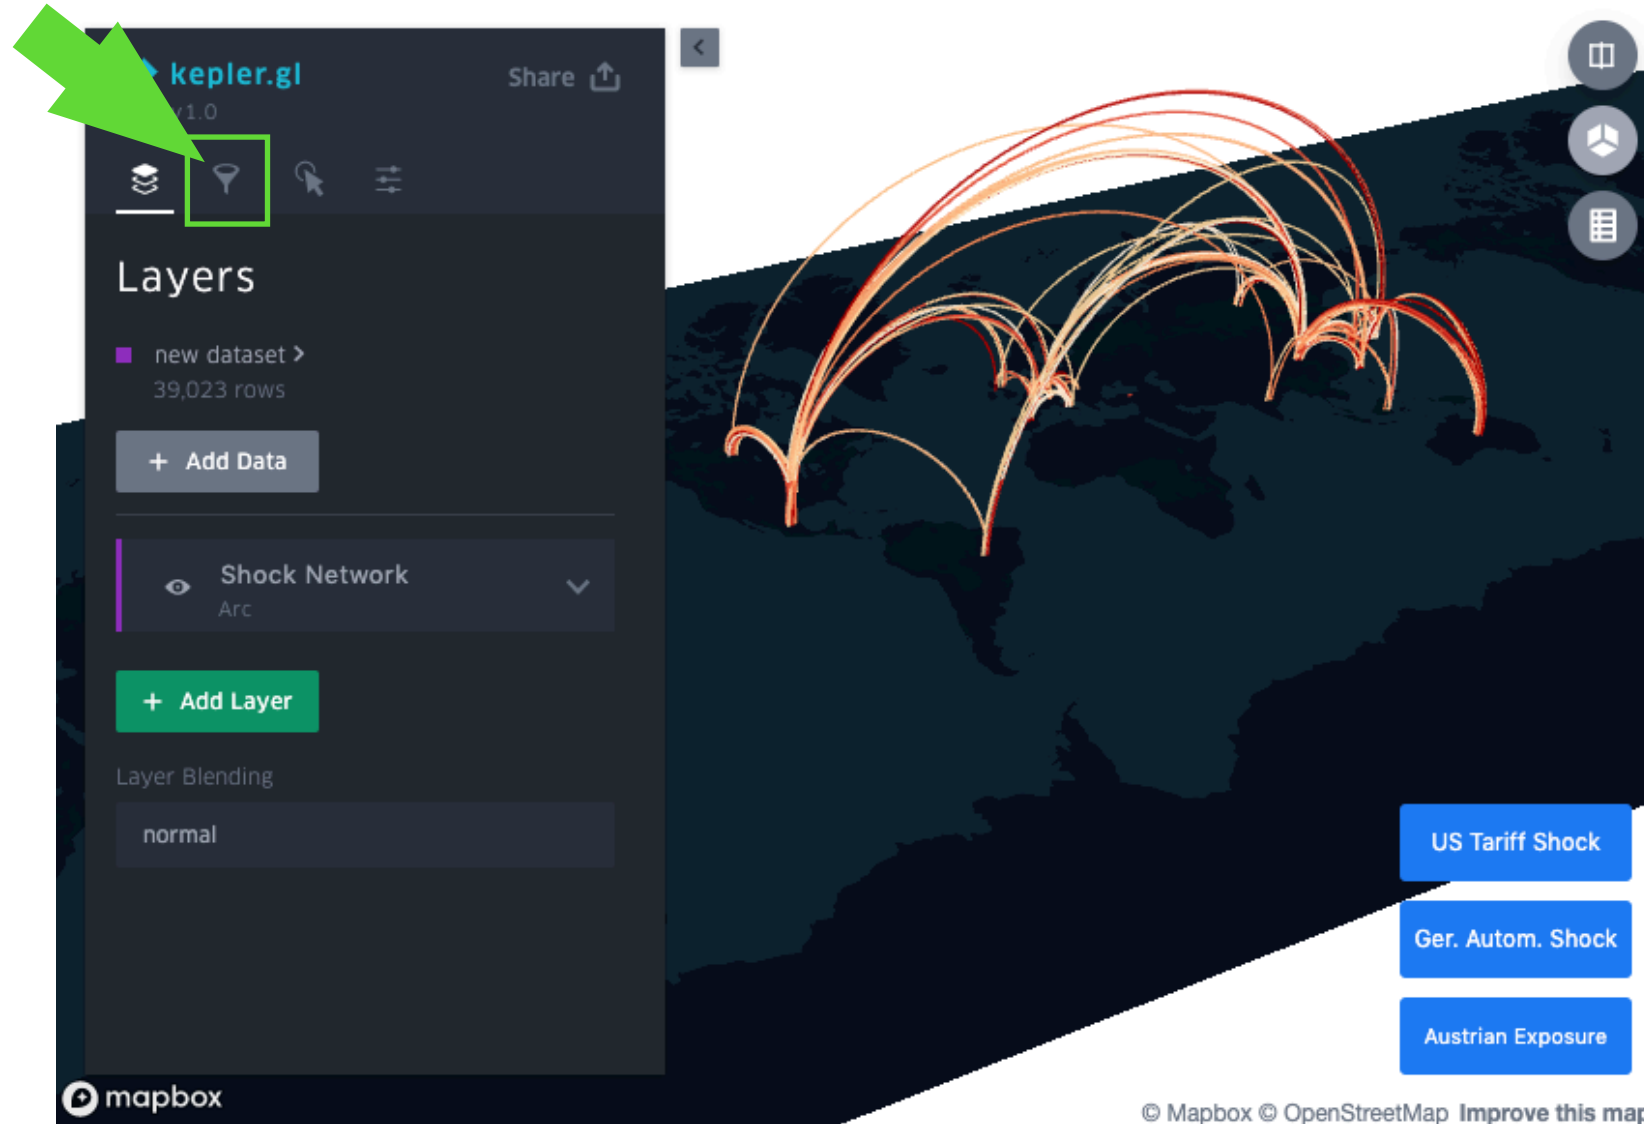 kepler.gl
Share
v1.0
Layers
new dataset
39,023 rows
+ Add Data
Shock Network
Arc
+ Add Layer
Layer Blending
normal
US Tariff Shock
Ger. Autom. Shock
Austrian Exposure
mapbox
© Mapbox © OpenStreetMap Improve this map